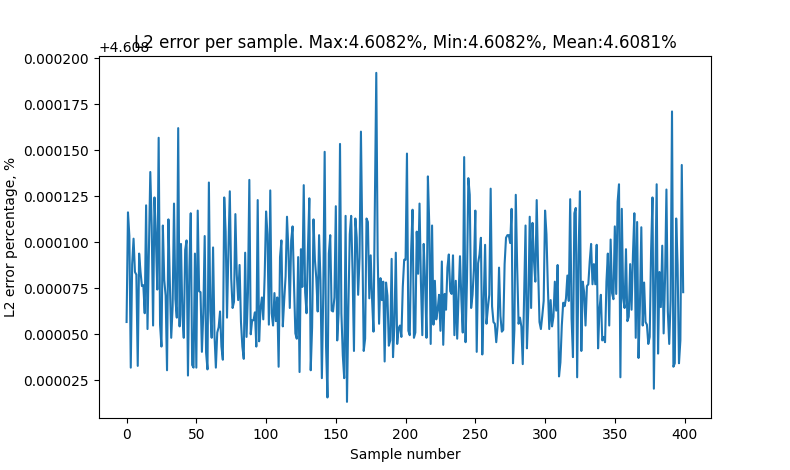 L2 error per sample. Max:4.6082%, Min:4.6082%, Mean:4.6081%
+4.608
0.000200
0.000175
0.000150
0.000125
0.000100
0.000075
0.000050
0.000025
L2 error percentage, %
0 50 100 150 200 250 300 350 400
Sample number